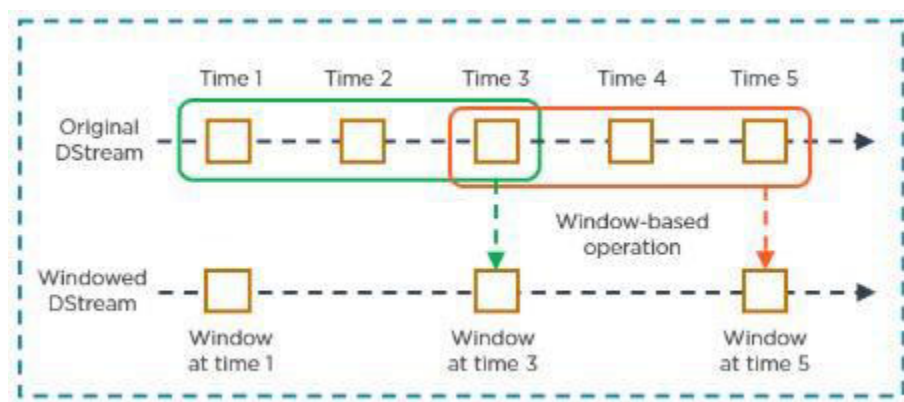 Time 1 Time 2 Time 3 Time 4 Time 5
Original
DStream
Window-based
operation
Windowed
DStream
Window
at time 1
Window
at time 3
Window
at time 5